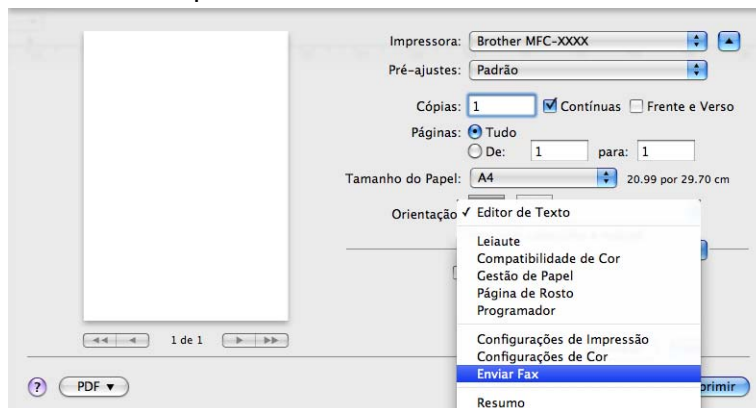 Impressora: Brother MFC-XXXX
Pré-ajustes: Padrão
Cópias: 1 Contínuas Frente e Verso
Páginas: Tudo
De: 1 para: 1
Tamanho do Papel: A4 20.99 por 29.70 cm
Orientação ✓ Editor de Texto
Leiaute
Compatibilidade de Cor
Gestão de Papel
Página de Rosto
Programador
1 de 1
Configurações de Impressão
Configurações de Cor
Enviar Fax
? PDF ▼
Resumo